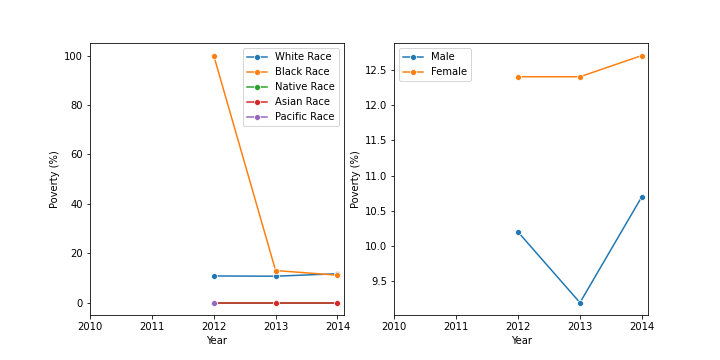 100
80
60
40
20
0
Poverty (%)
2010 2011 2012 2013 2014
Year
White Race
Black Race
Native Race
Asian Race
Pacific Race
12.5
12.0
11.5
11.0
10.5
10.0
9.5
Poverty (%)
2010 2011 2012 2013 2014
Year
Male
Female